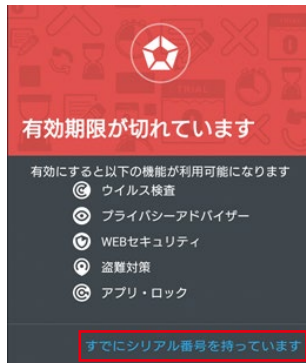 有効期限が切れています
有効にすると以下の機能が利用可能になります
ウイルス検査
プライバシーアドバイザー
WEBセキュリティ
盗難対策
アプリ・ロック
すでにシリアル番号を持っています